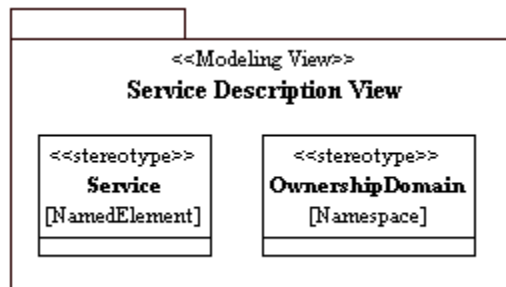 <<Modeling View>>
Service Description View
<<stereotype>>
Service
[NamedElement]
<<stereotype>>
OwnershipDomain
[Namespace]